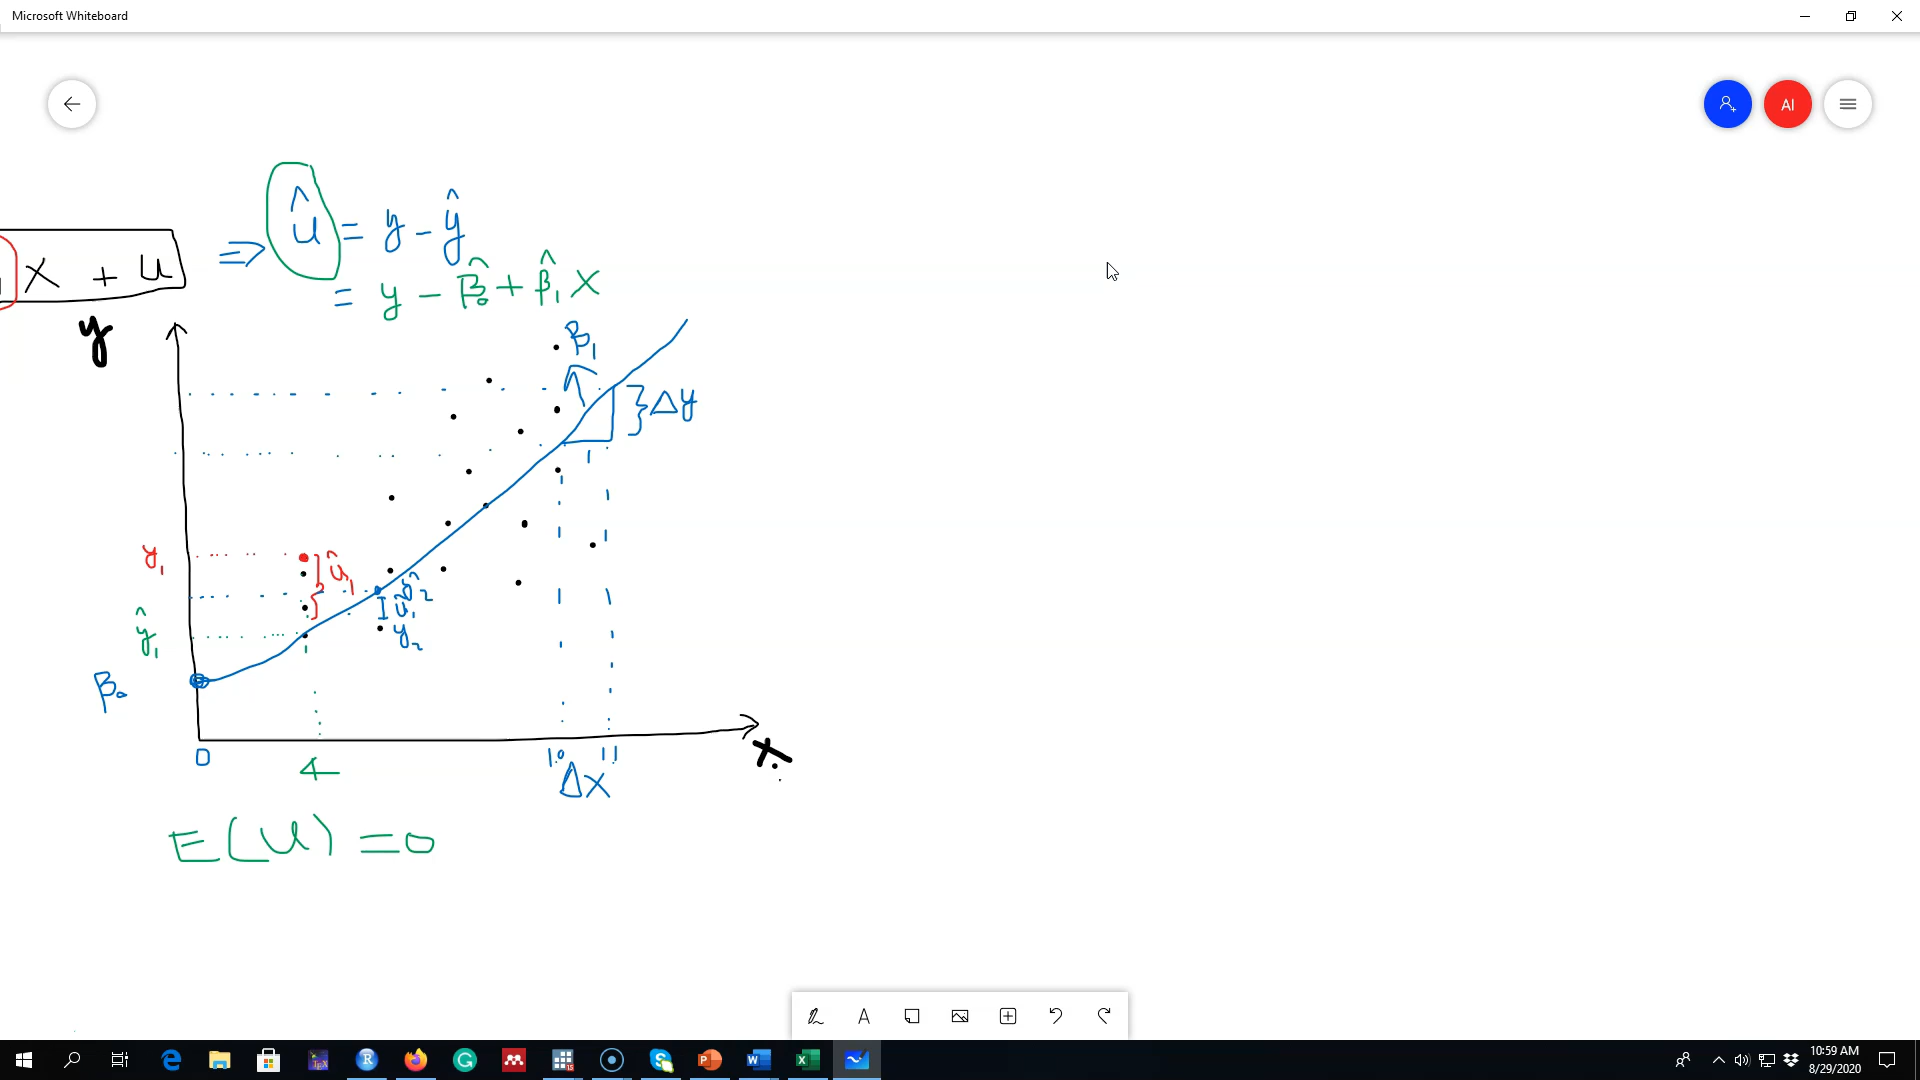 Microsoft Whiteboard
AI
û = y - ŷ
X + u ⇒
= y - β̂₀ + β̂₁ X
y
β₁
Δy
y₁
û₁
û₂
ŷ₁
y₂
β₀
0
4
10
11
X
ΔX
E(u) = 0
10:59 AM
8/29/2020